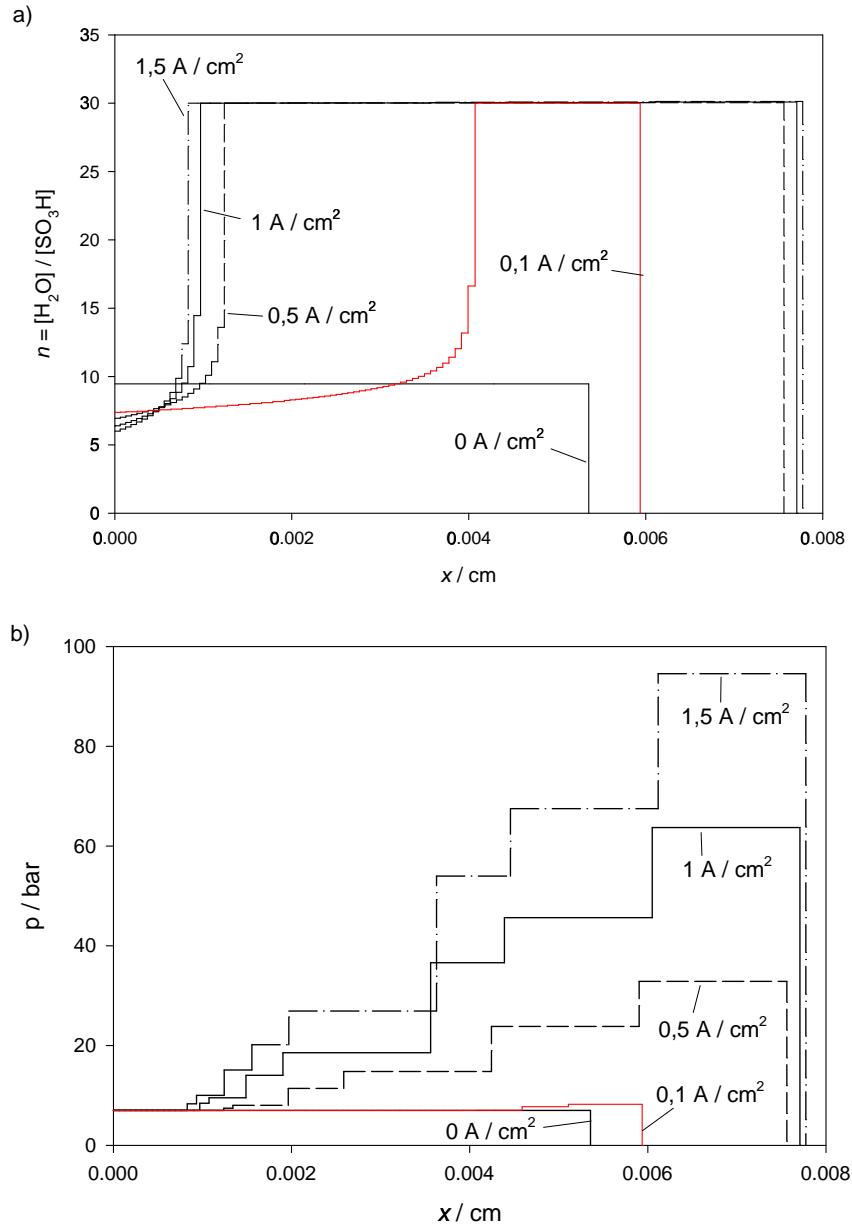 a)
35
30
25
20
15
10
5
0
1,5 A / cm²
1 A / cm²
0,5 A / cm²
0,1 A / cm²
0 A / cm²
n = [H₂O] / [SO₃H]
0.000
0.002
0.004
0.006
0.008
x / cm
b)
100
80
60
40
20
0
1,5 A / cm²
1 A / cm²
0,5 A / cm²
0,1 A / cm²
0 A / cm²
p / bar
0.000
0.002
0.004
0.006
0.008
x / cm